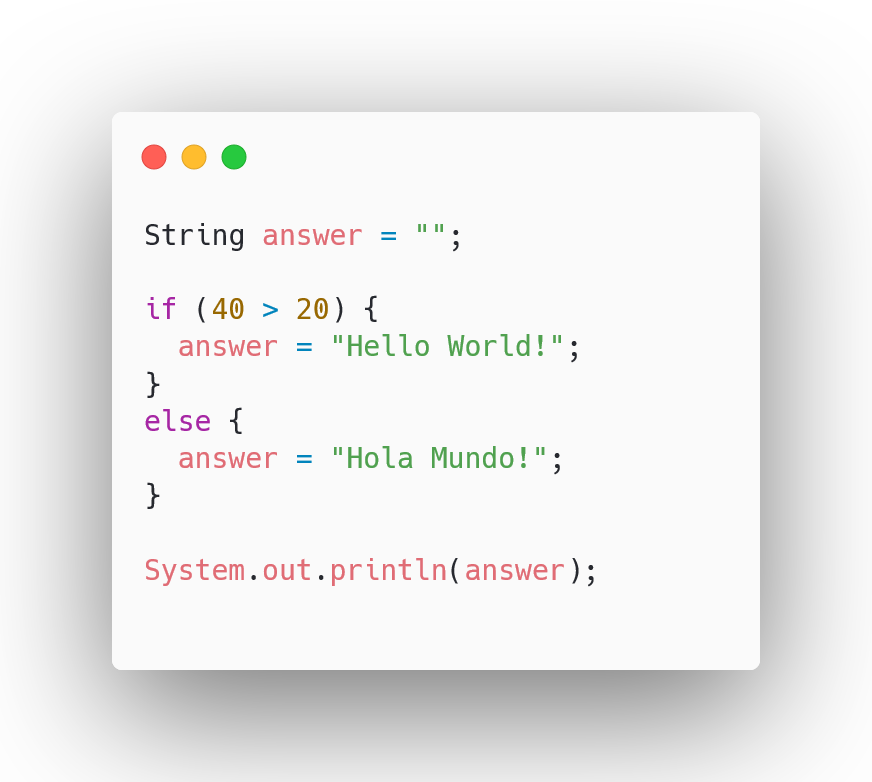 String answer = "";
if (40 > 20) {
  answer = "Hello World!";
}
else {
  answer = "Hola Mundo!";
}
System.out.println(answer);